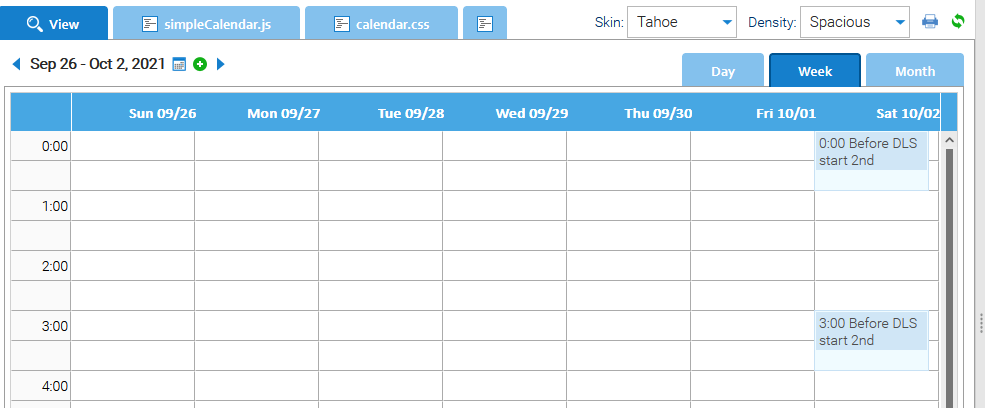 View simpleCalendar.js calendar.css Skin: Tahoe Density: Spacious
Sep 26 - Oct 2, 2021
Day Week Month
Sun 09/26 Mon 09/27 Tue 09/28 Wed 09/29 Thu 09/30 Fri 10/01 Sat 10/02
0:00
0:00 Before DLS
start 2nd
1:00
2:00
3:00
3:00 Before DLS
start 2nd
4:00